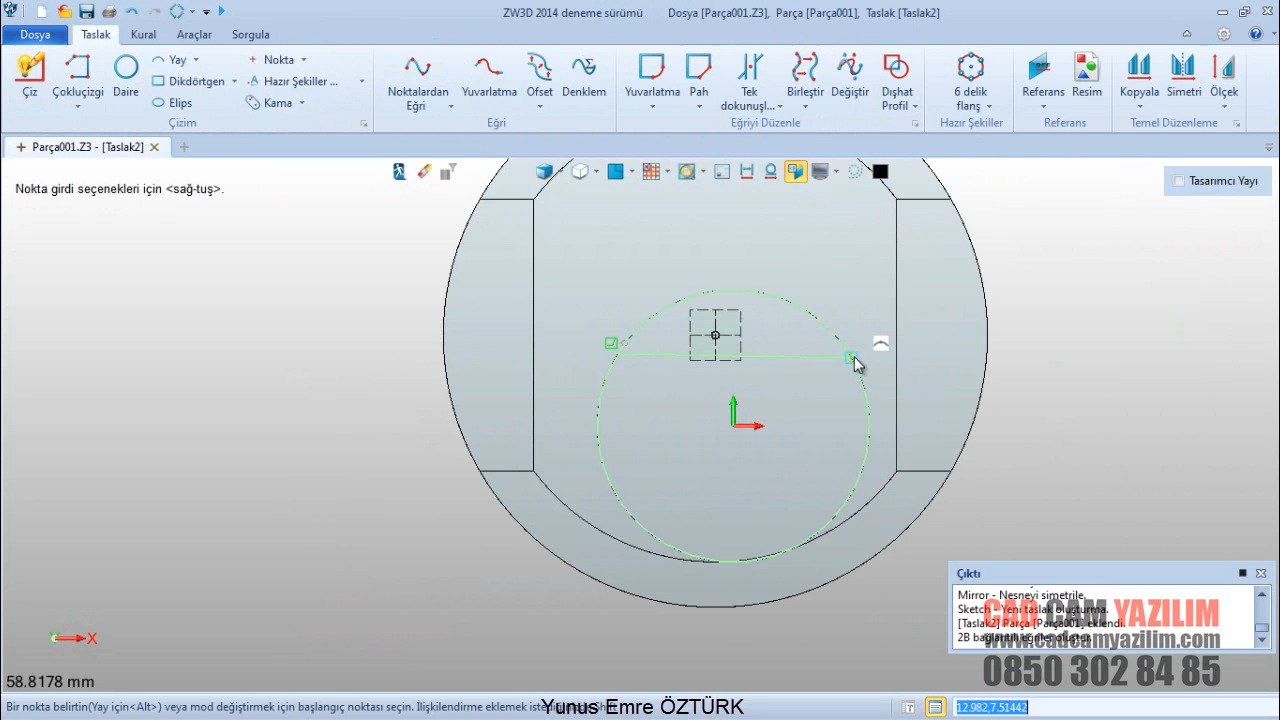 ZW3D 2014 deneme sürümü Dosya [Parça001.Z3], Parça [Parça001], Taslak [Taslak2]
Dosya Taslak Kural Araçlar Sorgula
Çiz Çokluçizgi Daire Yay Dikdörtgen Elips Nokta Hazır Şekiller ... Kama
Çizim
Noktalardan Eğri Yuvarlatma Ofset Denklem
Eğri
Yuvarlatma Pah Tek dokunuşl... Birleştir Değiştir Dışhat Profil
Eğriyi Düzenle
6 delik flanş
Hazır Şekiller
Referans Resim
Referans
Kopyala Simetri Ölçek
Temel Düzenleme
Parça001.Z3 - [Taslak2]
Nokta girdi seçenekleri için <sağ-tuş>.
Tasarımcı Yayı
Çıktı
Mirror - Nesneyi simetrile.
Sketch - Yeni taslak oluşturma.
[Taslak2] Parça [Parça001] eklendi.
2B bağlantılı eğriler oluştur.
CAD CAM YAZILIM
www.cadcamyazilim.com
0850 302 84 85
X
58.8178 mm
Bir nokta belirtin(Yay için<Alt>) veya mod değiştirmek için başlangıç noktası seçin. İlişkilendirme eklemek
Yunus Emre ÖZTÜRK
12.982,7.51442